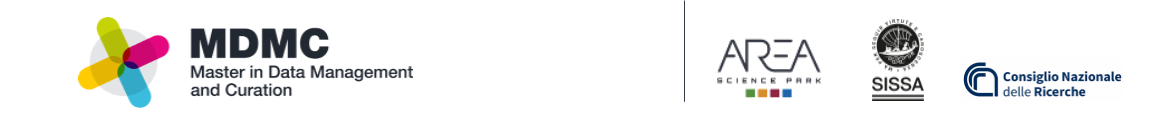 MDMC
Master in Data Management
and Curation
AREA
SCIENCE PARK
SISSA
Consiglio Nazionale
delle Ricerche